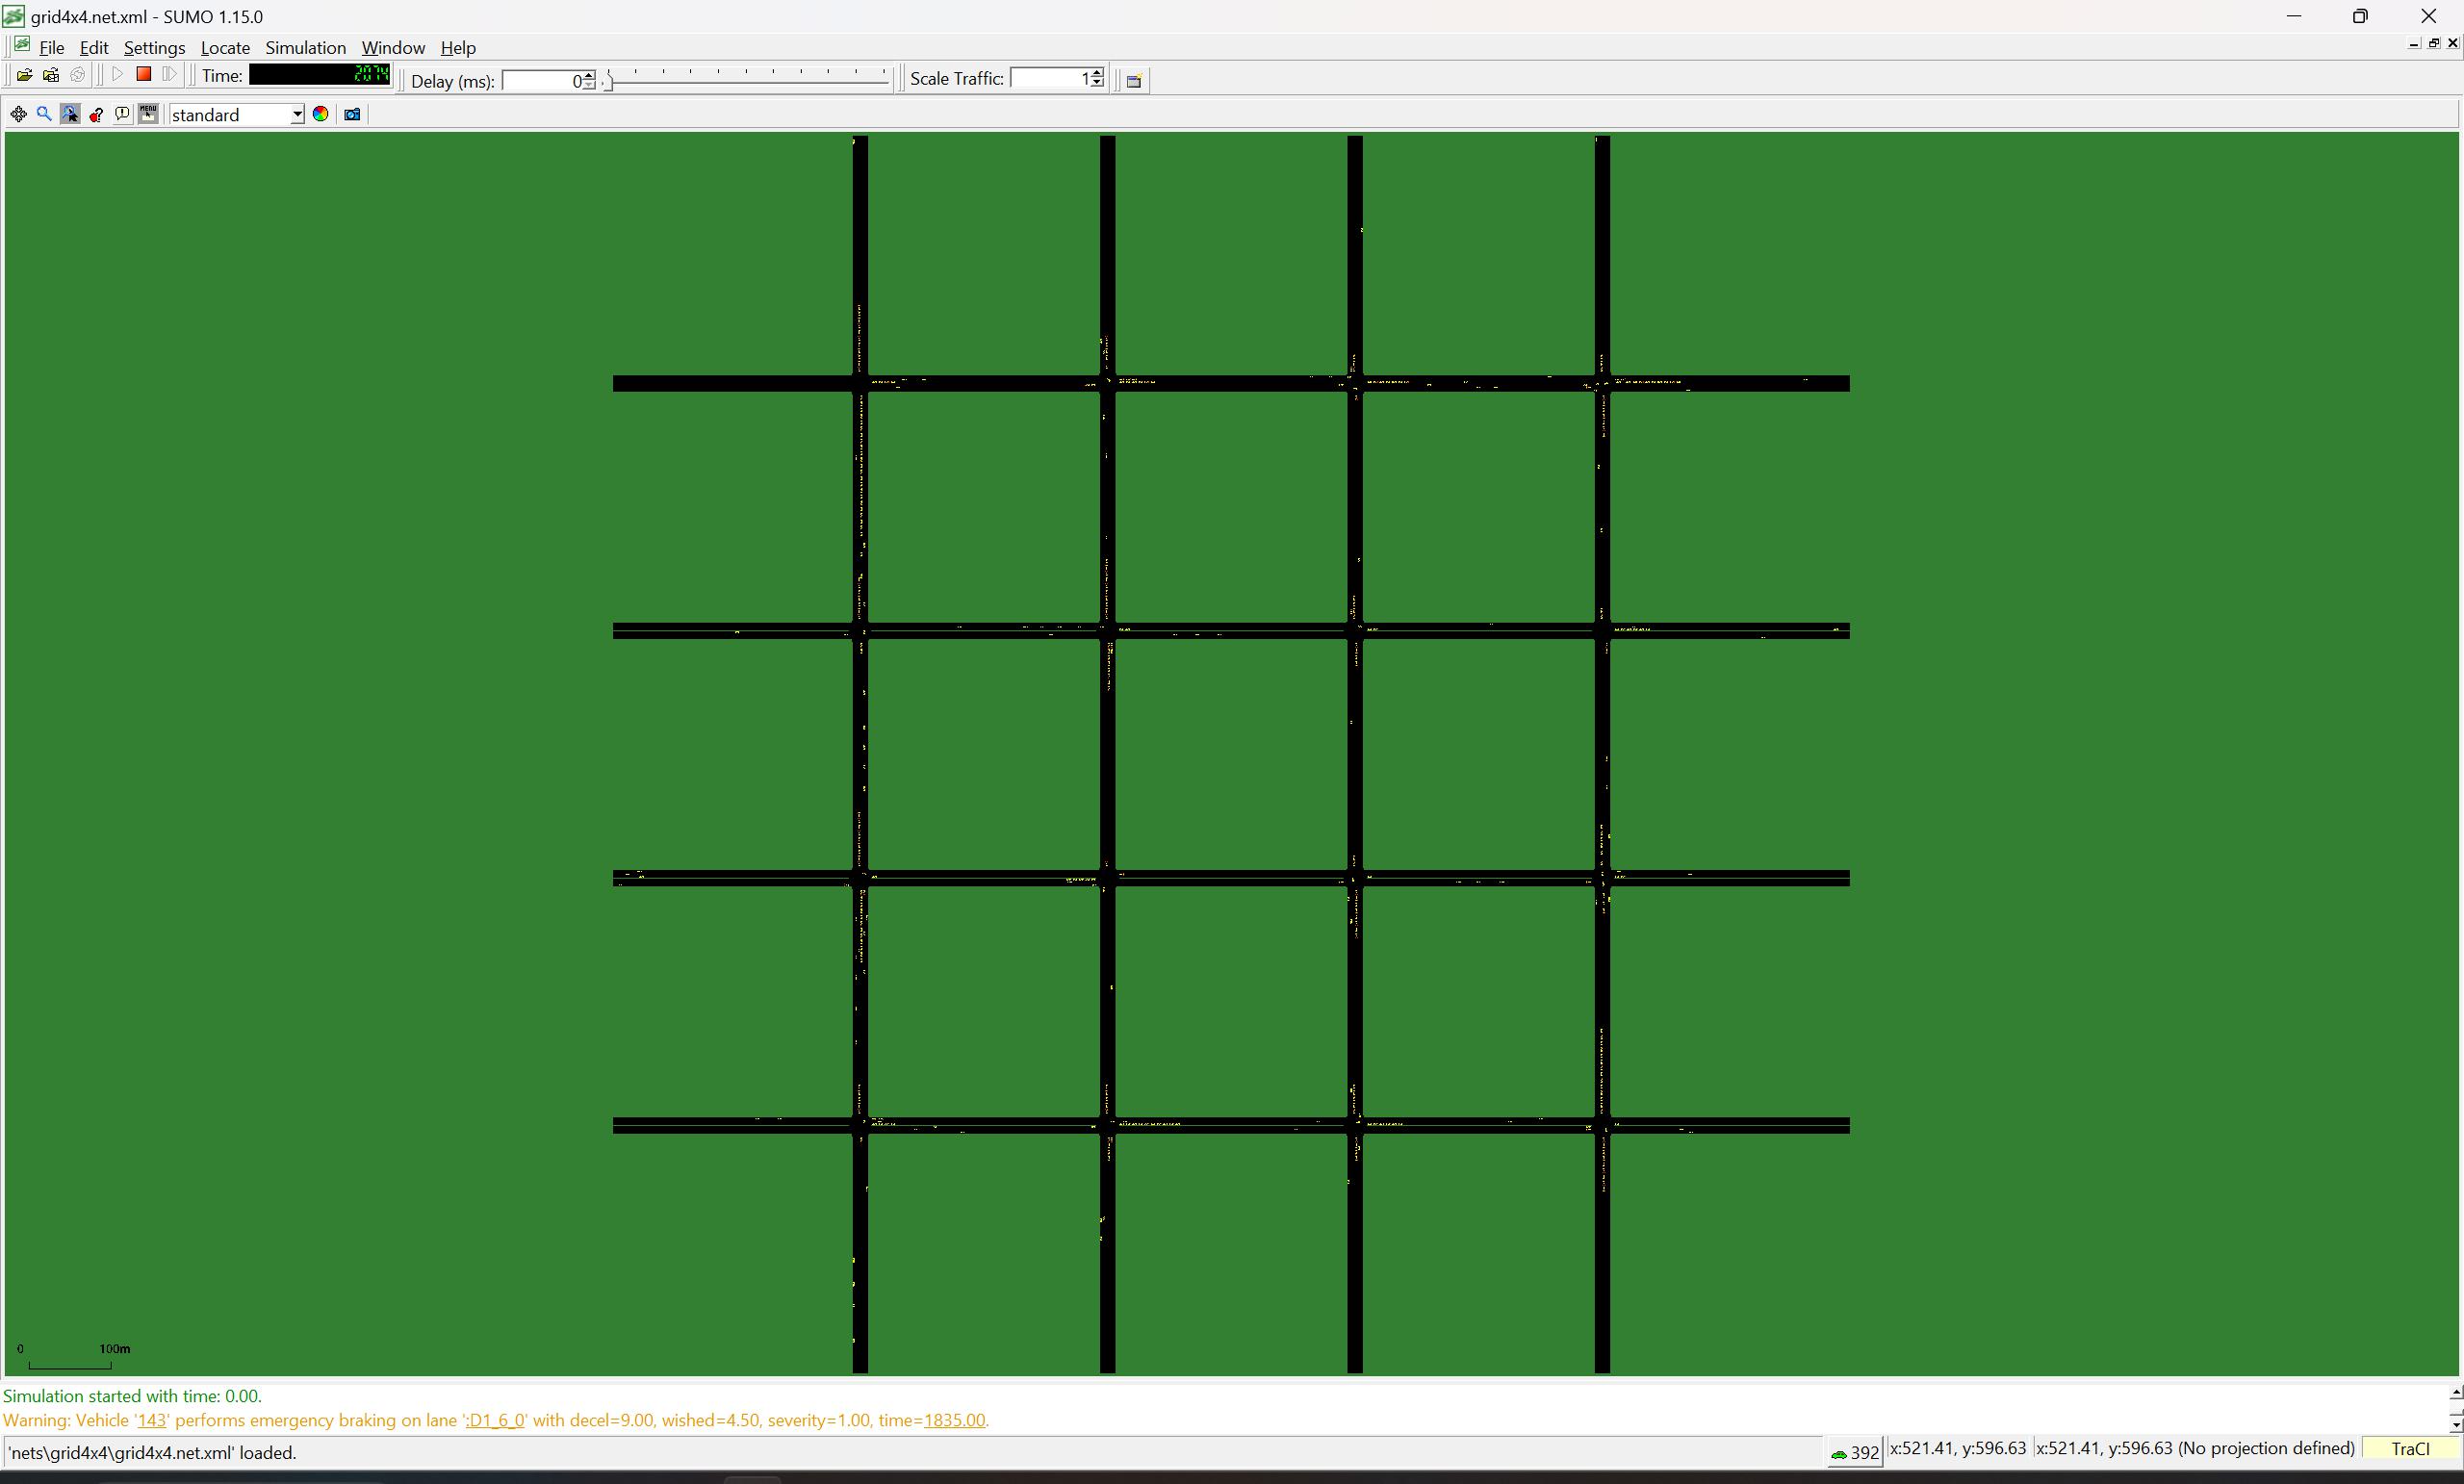 grid4x4.net.xml - SUMO 1.15.0
File Edit Settings Locate Simulation Window Help
Time: 2074 Delay (ms): 0 Scale Traffic: 1
MENU standard
0 100m
Simulation started with time: 0.00.
Warning: Vehicle '143' performs emergency braking on lane ':D1_6_0' with decel=9.00, wished=4.50, severity=1.00, time=1835.00.
'nets\grid4x4\grid4x4.net.xml' loaded. 392 x:521.41, y:596.63 x:521.41, y:596.63 (No projection defined) TraCI